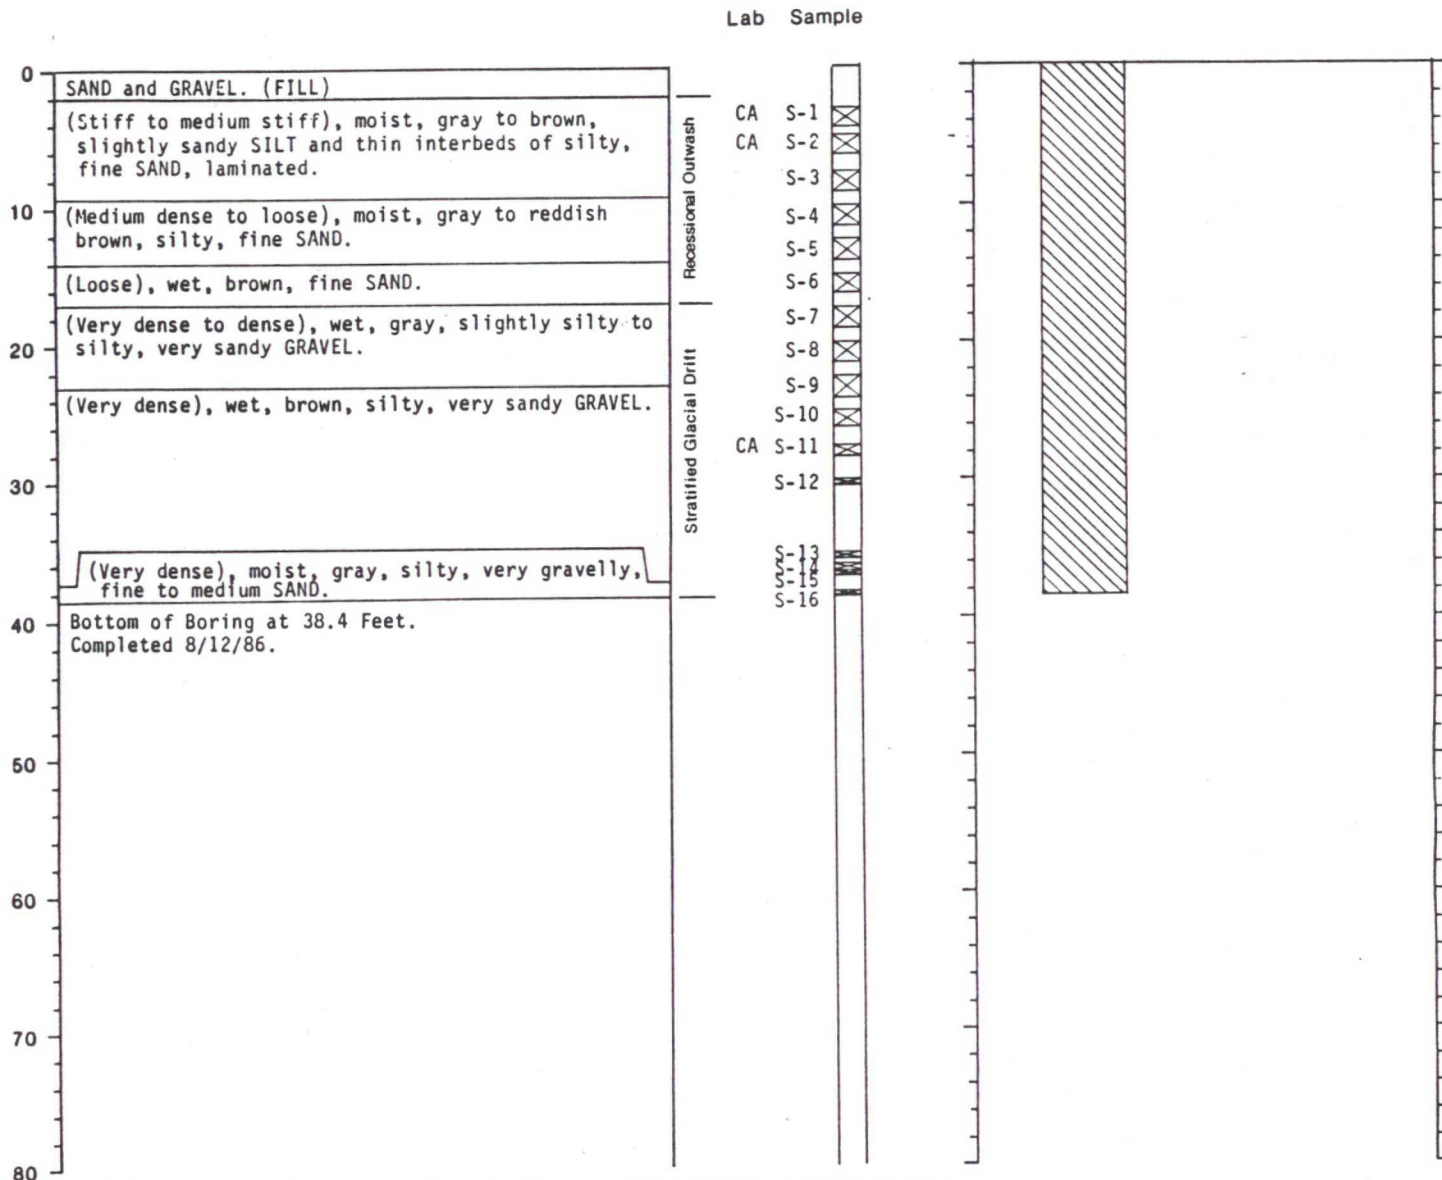 Lab Sample
0
SAND and GRAVEL. (FILL)
(Stiff to medium stiff), moist, gray to brown,
slightly sandy SILT and thin interbeds of silty,
fine SAND, laminated.
10
(Medium dense to loose), moist, gray to reddish
brown, silty, fine SAND.
(Loose), wet, brown, fine SAND.
(Very dense to dense), wet, gray, slightly silty to
silty, very sandy GRAVEL.
20
(Very dense), wet, brown, silty, very sandy GRAVEL.
30
(Very dense), moist, gray, silty, very gravelly,
fine to medium SAND.
40
Bottom of Boring at 38.4 Feet.
Completed 8/12/86.
50
60
70
80
Recessional Outwash
Stratified Glacial Drift
CA S-1
CA S-2
S-3
S-4
S-5
S-6
S-7
S-8
S-9
S-10
CA S-11
S-12
S-13
S-14
S-15
S-16